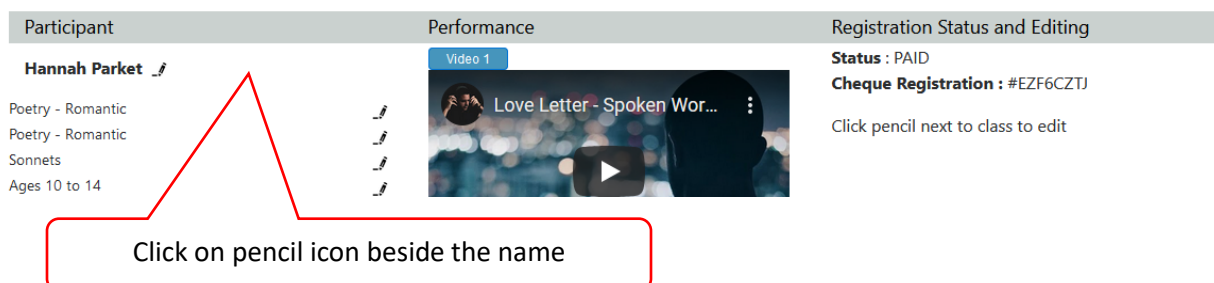 Participant Performance Registration Status and Editing
Hannah Parket
Poetry - Romantic
Poetry - Romantic
Sonnets
Ages 10 to 14
Video 1
Love Letter - Spoken Wor...
Status : PAID
Cheque Registration : #EZF6CZTJ
Click pencil next to class to edit
Click on pencil icon beside the name